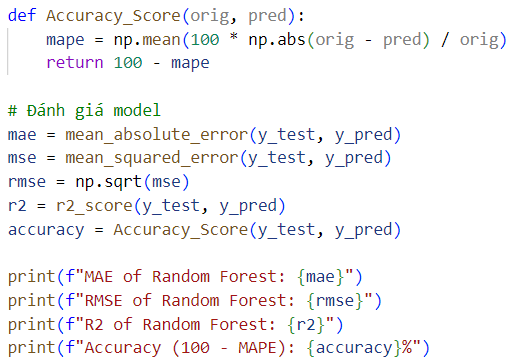 def Accuracy_Score(orig, pred):
    mape = np.mean(100 * np.abs(orig - pred) / orig)
    return 100 - mape

# Đánh giá model
mae = mean_absolute_error(y_test, y_pred)
mse = mean_squared_error(y_test, y_pred)
rmse = np.sqrt(mse)
r2 = r2_score(y_test, y_pred)
accuracy = Accuracy_Score(y_test, y_pred)

print(f"MAE of Random Forest: {mae}")
print(f"RMSE of Random Forest: {rmse}")
print(f"R2 of Random Forest: {r2}")
print(f"Accuracy (100 - MAPE): {accuracy}%")